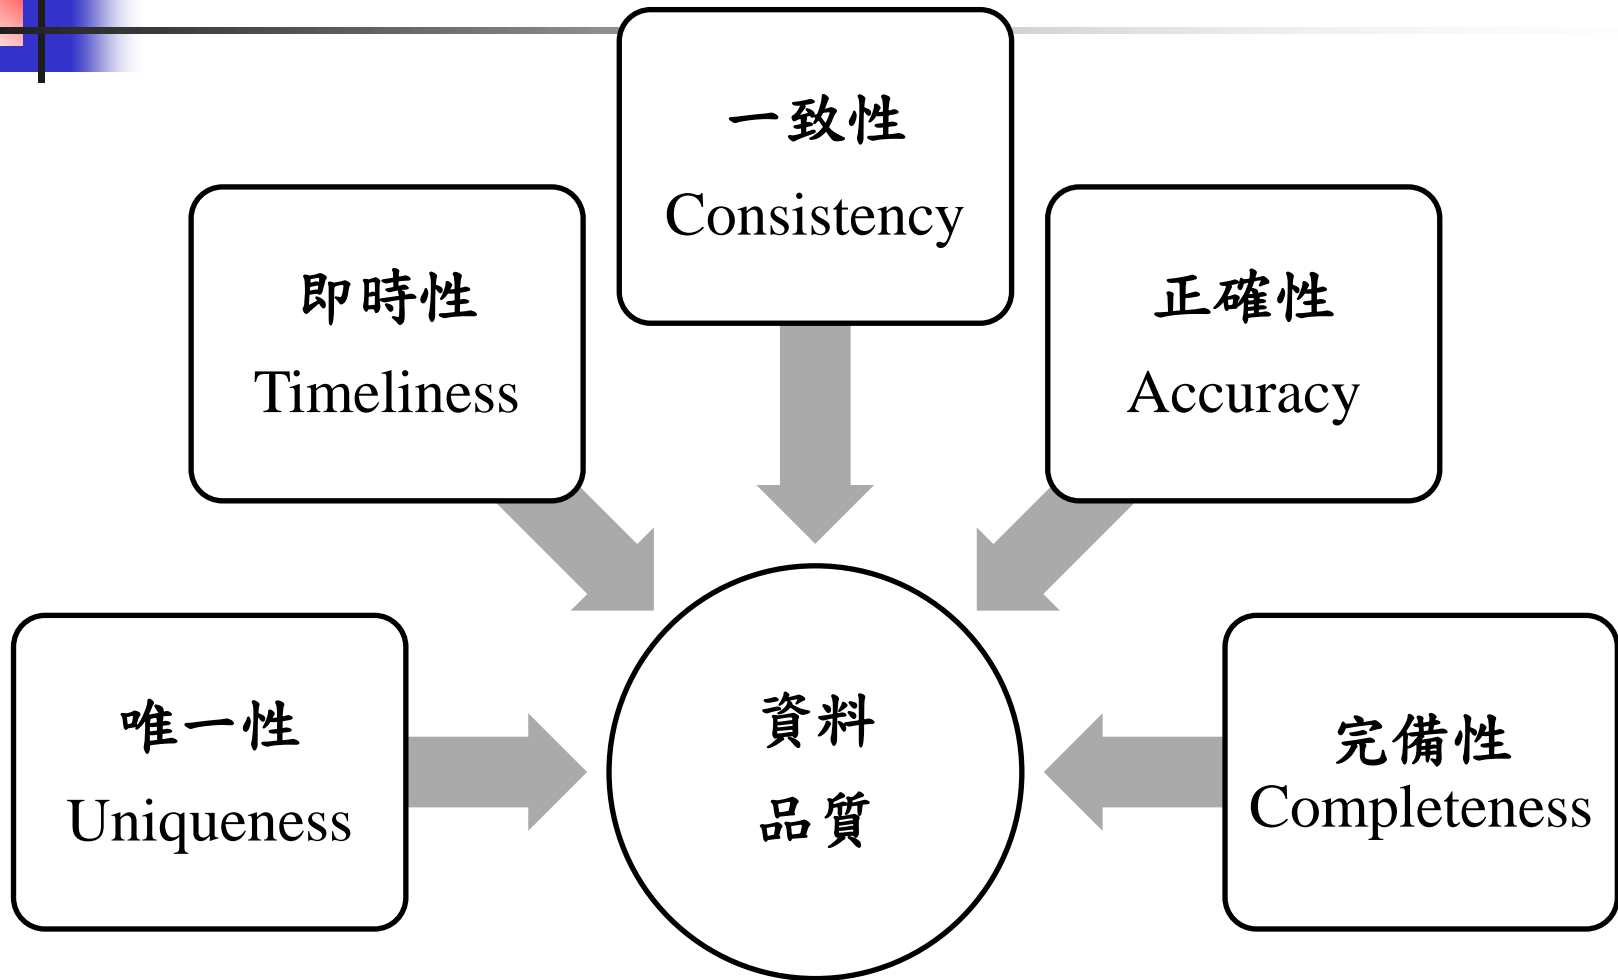 一致性
Consistency
即時性
Timeliness
正確性
Accuracy
唯一性
Uniqueness
資料
品質
完備性
Completeness